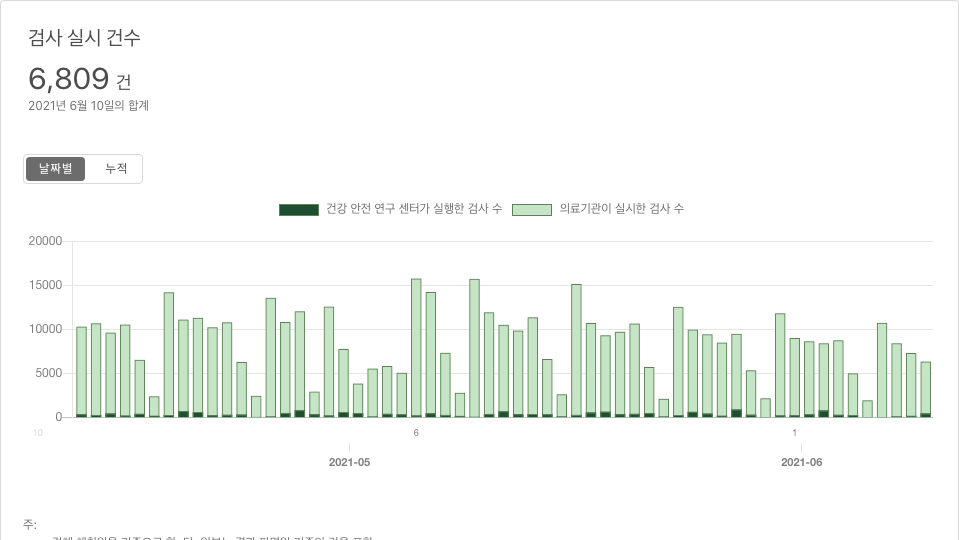 검사 실시 건수
6,809 건
2021년 6월 10일의 합계
날짜별 누적
건강 안전 연구 센터가 실행한 검사 수 의료기관이 실시한 검사 수
20000
15000
10000
5000
0
10 6 1
2021-05 2021-06
주: